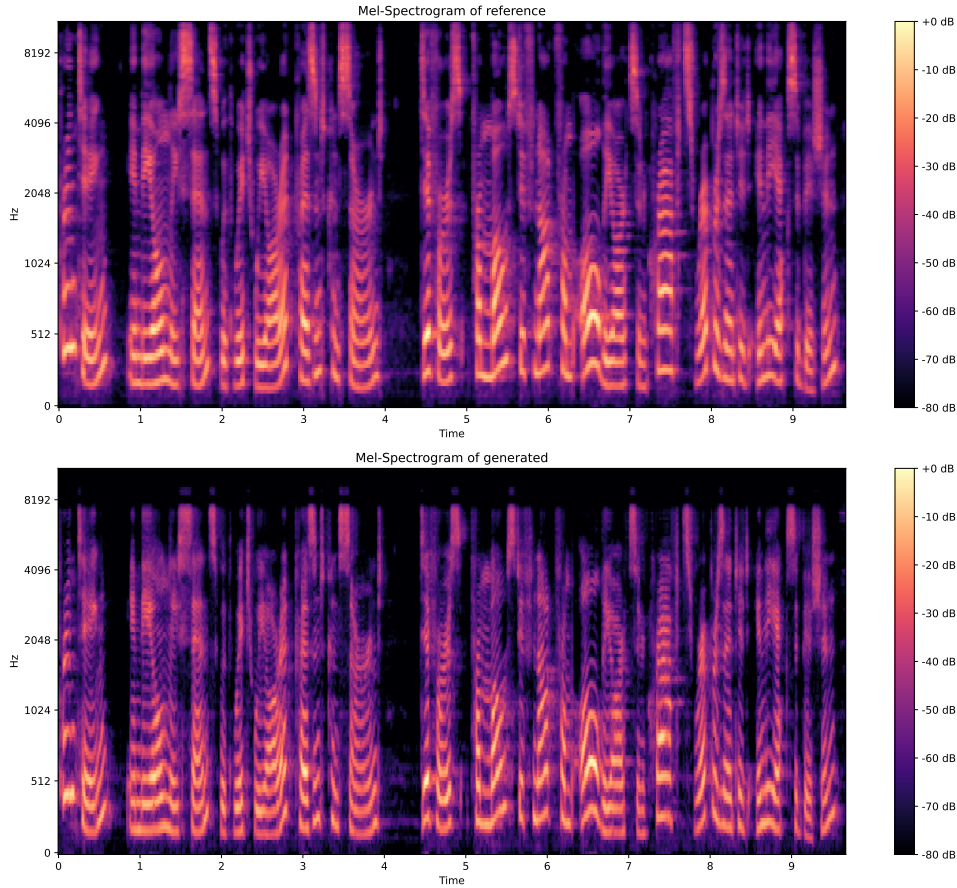 Mel-Spectrogram of reference
+0 dB
8192
-10 dB
4096
-20 dB
-30 dB
2048
Hz
-40 dB
1024
-50 dB
512
-60 dB
-70 dB
0
-80 dB
0 1 2 3 4 5 6 7 8 9
Time
Mel-Spectrogram of generated
+0 dB
8192
-10 dB
4096
-20 dB
-30 dB
2048
Hz
-40 dB
1024
-50 dB
512
-60 dB
-70 dB
0
-80 dB
0 1 2 3 4 5 6 7 8 9
Time